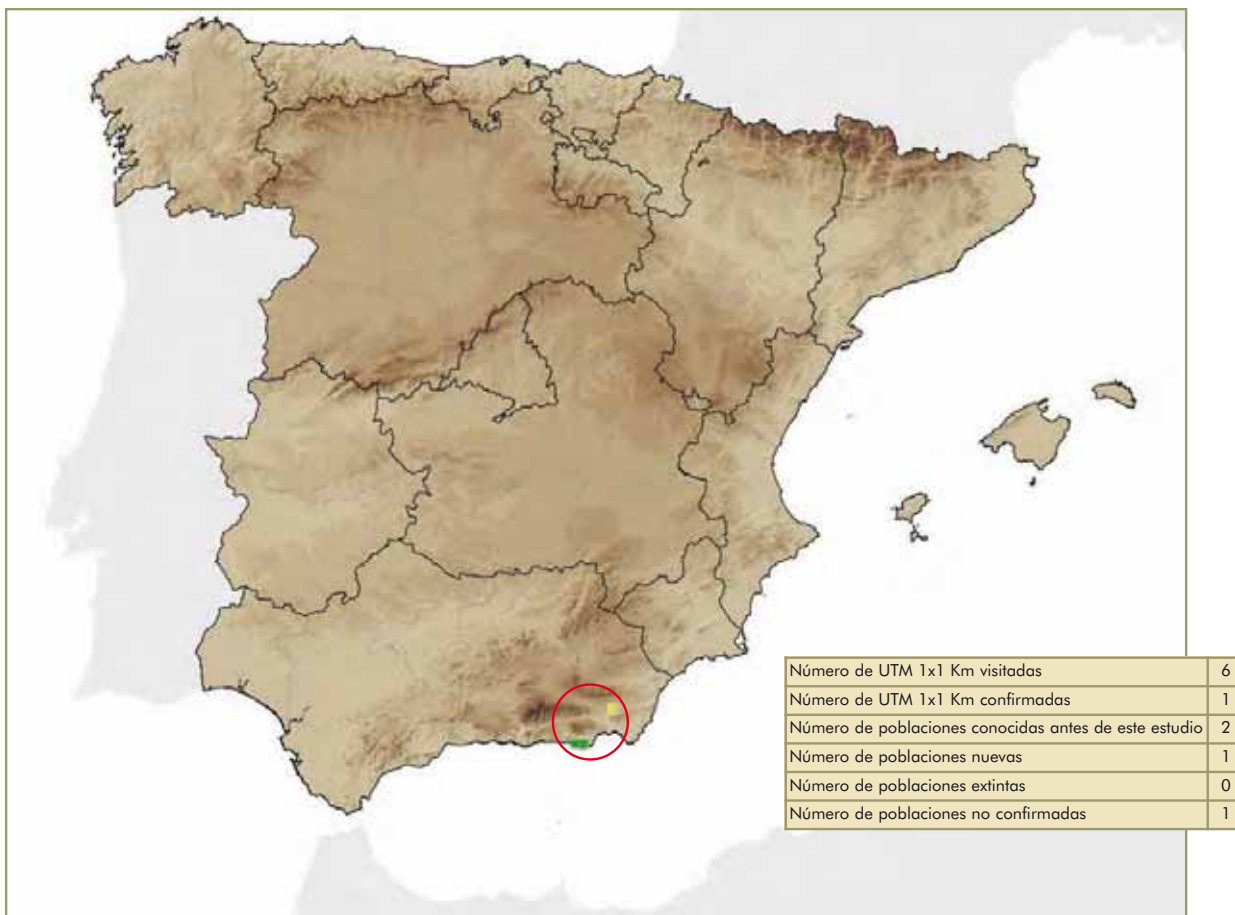 Número de UTM 1x1 Km visitadas 6
Número de UTM 1x1 Km confirmadas 1
Número de poblaciones conocidas antes de este estudio 2
Número de poblaciones nuevas 1
Número de poblaciones extintas 0
Número de poblaciones no confirmadas 1